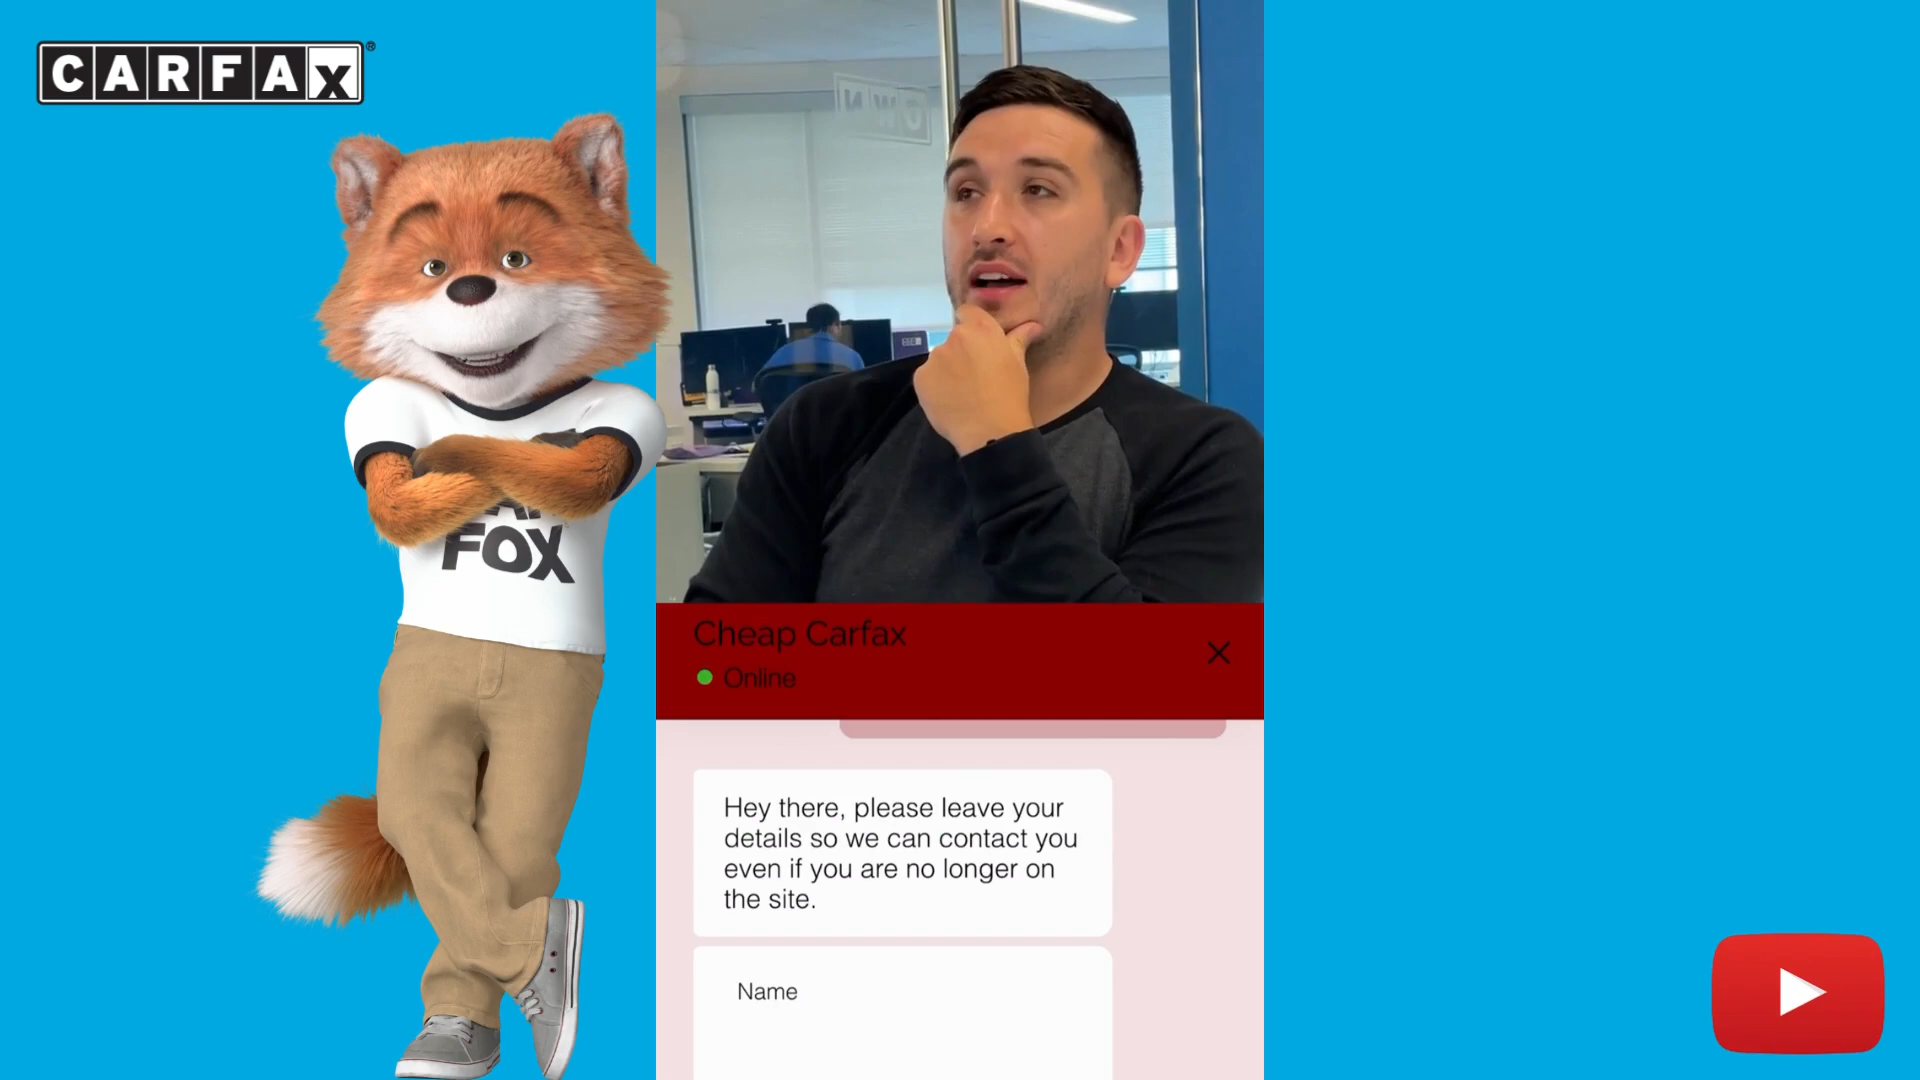 CARFAX®
FOX
Cheap Carfax
Online
Hey there, please leave your
details so we can contact you
even if you are no longer on
the site.
Name